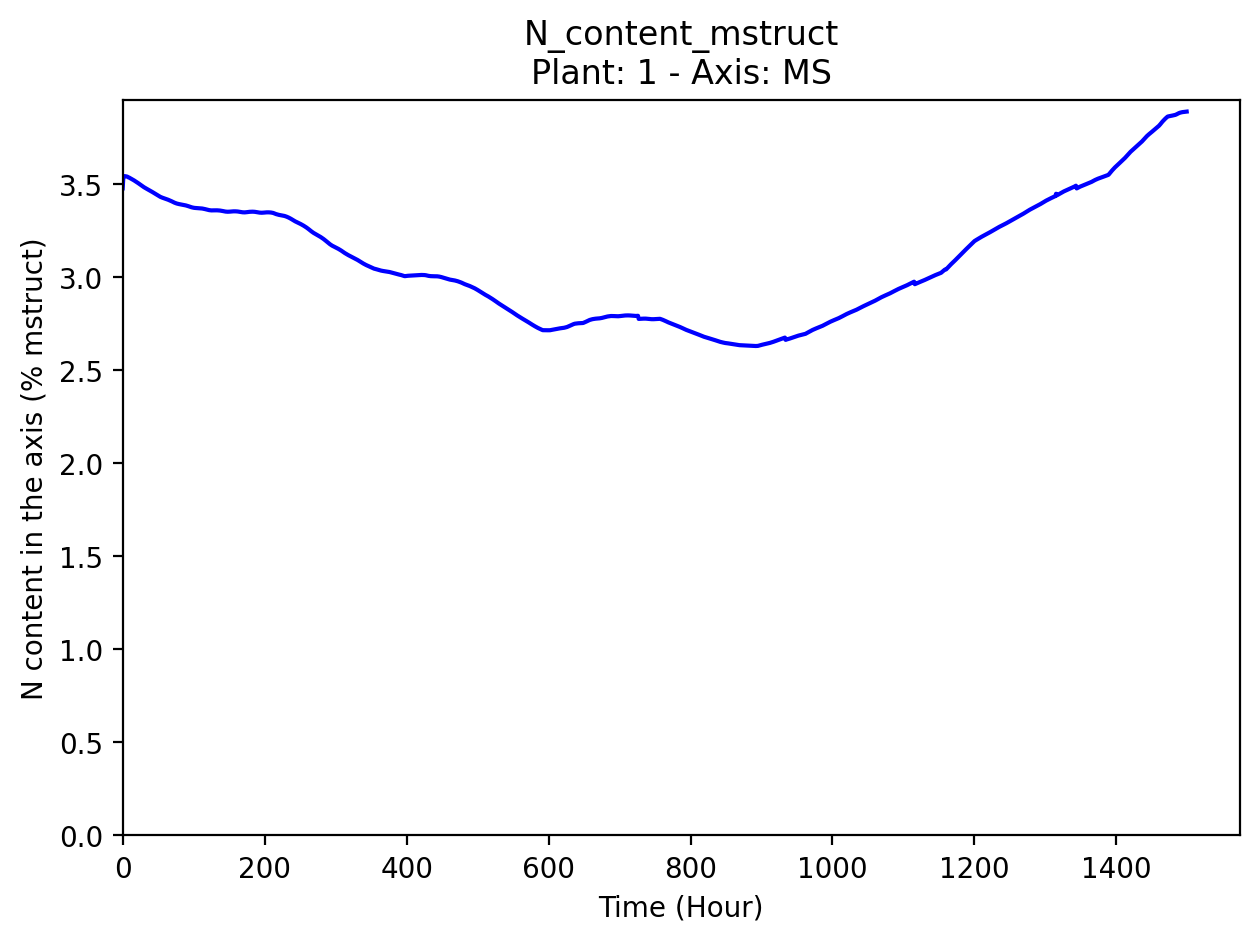 N_content_mstruct
Plant: 1 - Axis: MS
N content in the axis (% mstruct)
3.5
3.0
2.5
2.0
1.5
1.0
0.5
0.0
0 200 400 600 800 1000 1200 1400
Time (Hour)